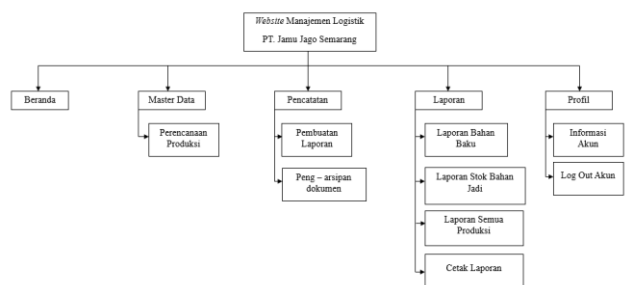 Website Manajemen Logistik
PT. Jamu Jago Semarang
Beranda
Master Data
Pencatatan
Laporan
Profil
Perencanaan
Produksi
Pembuatan
Laporan
Peng – arsipan
dokumen
Laporan Bahan
Baku
Laporan Stok Bahan
Jadi
Laporan Semua
Produksi
Cetak Laporan
Informasi
Akun
Log Out Akun